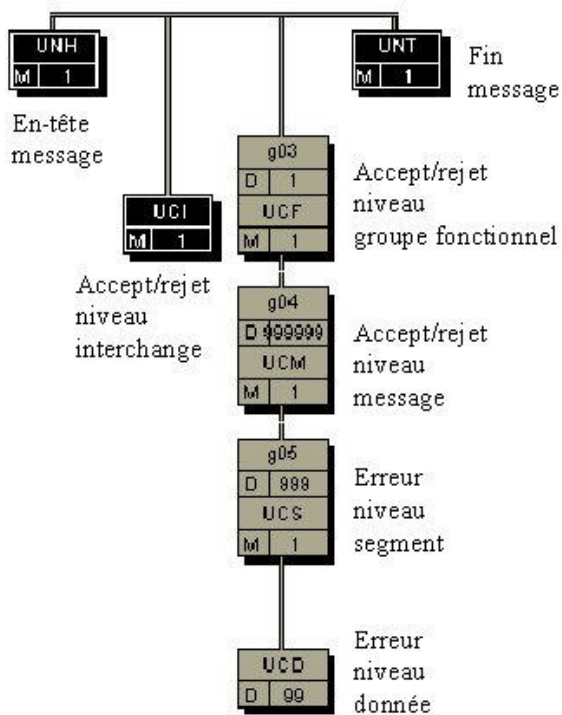 UNH
M 1
En-tête
message
UCI
M 1
Accept/rejet
niveau
interchange
g03
D 1
UCF
M 1
Accept/rejet
niveau
groupe fonctionnel
g04
D 999999
UCM
M 1
Accept/rejet
niveau
message
g05
D 999
UCS
M 1
Erreur
niveau
segment
UCD
D 99
Erreur
niveau
donnée
UNT
M 1
Fin
message